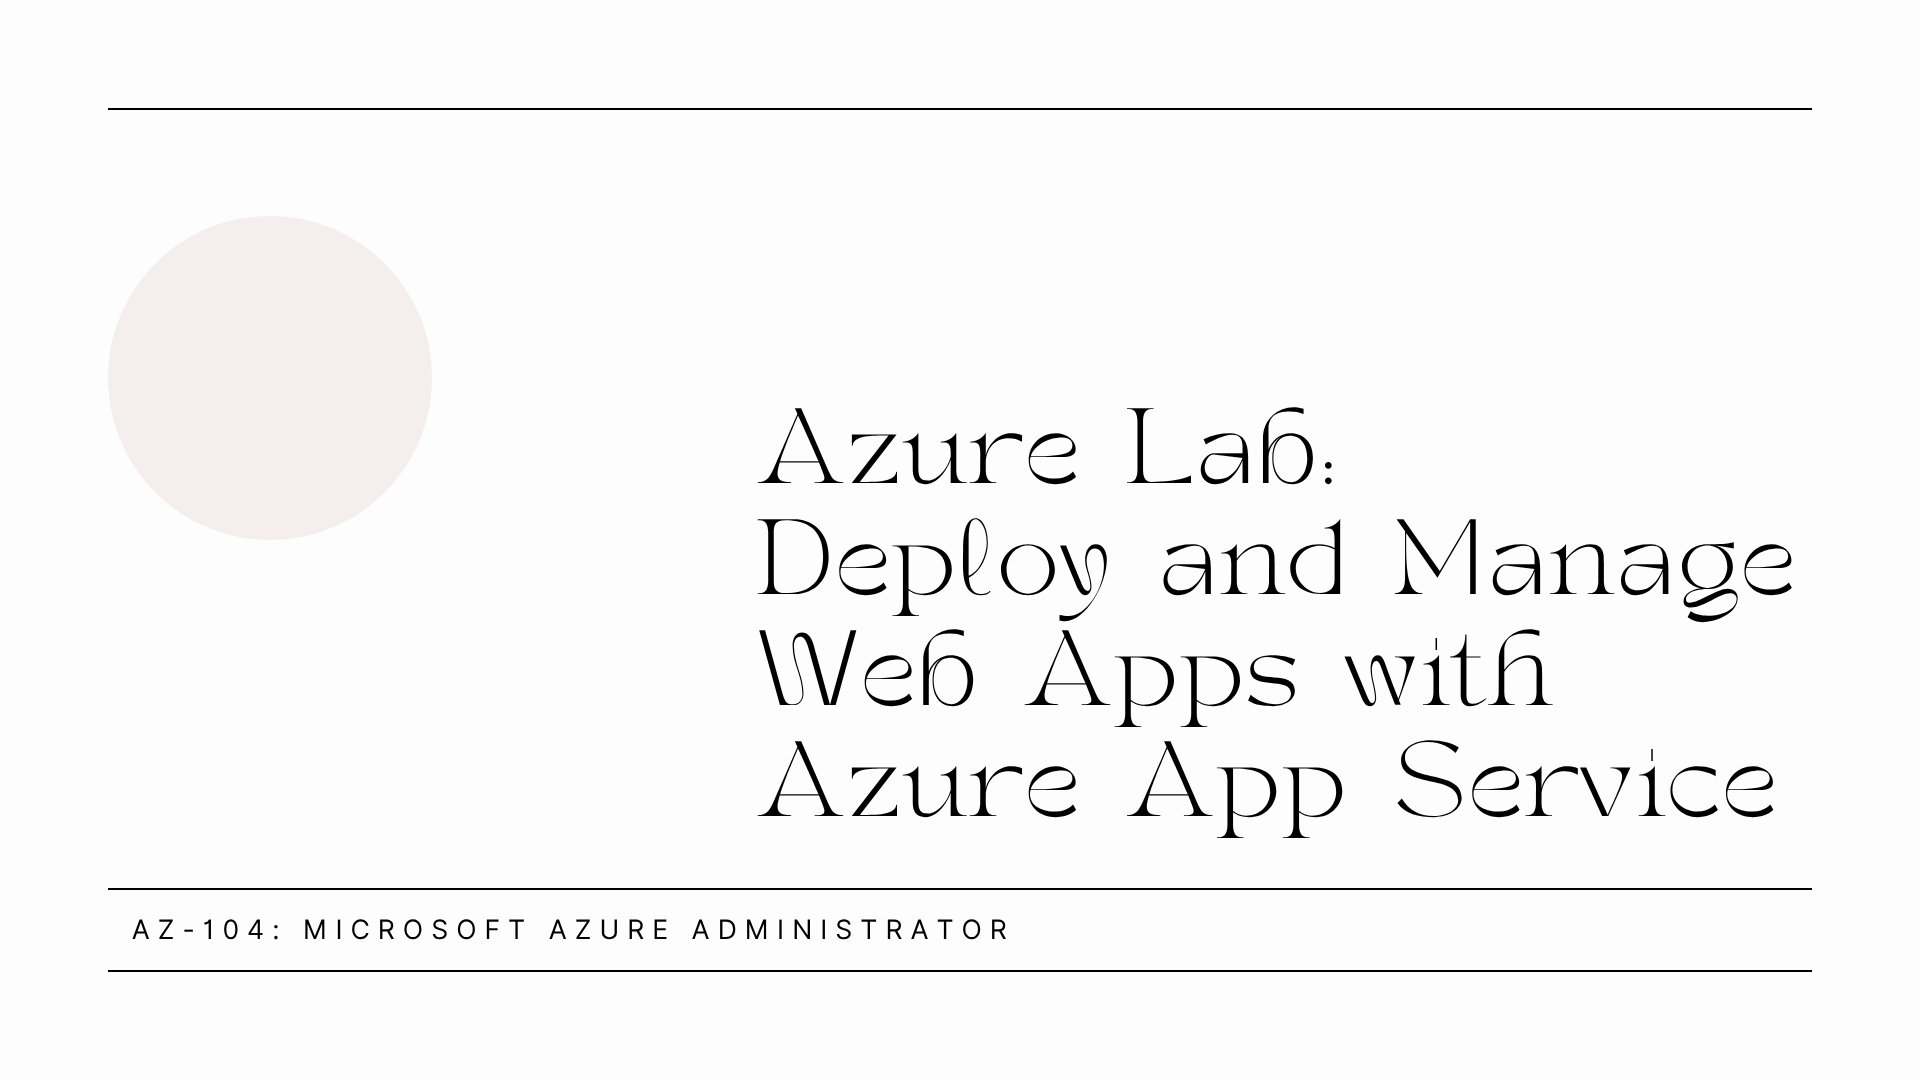 Azure Lab:
Deploy and Manage
Web Apps with
Azure App Service
AZ-104: MICROSOFT AZURE ADMINISTRATOR